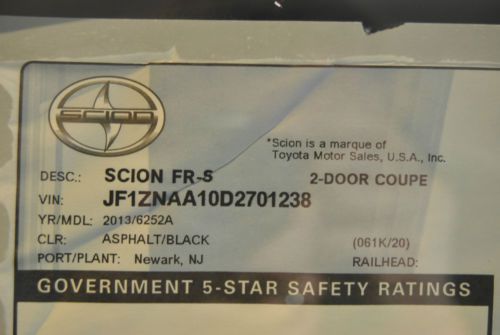 SCION
*Scion is a marque of
Toyota Motor Sales, U.S.A., Inc.
DESC.: SCION FR-S 2-DOOR COUPE
VIN: JF1ZNAA10D2701238
YR/MDL: 2013/6252A
CLR: ASPHALT/BLACK (061K/20)
PORT/PLANT: Newark, NJ RAILHEAD:
GOVERNMENT 5-STAR SAFETY RATINGS